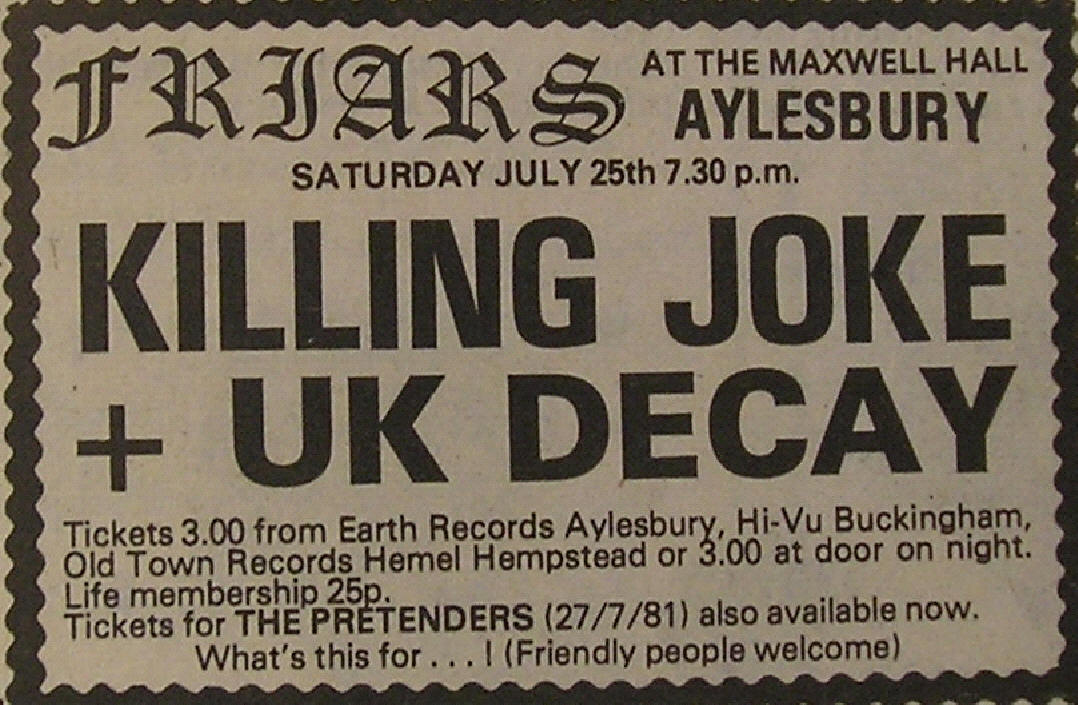 FRIARS AT THE MAXWELL HALL
AYLESBURY
SATURDAY JULY 25th 7.30 p.m.
KILLING JOKE
+ UK DECAY
Tickets 3.00 from Earth Records Aylesbury, Hi-Vu Buckingham,
Old Town Records Hemel Hempstead or 3.00 at door on night.
Life membership 25p.
Tickets for THE PRETENDERS (27/7/81) also available now.
What's this for . . . ! (Friendly people welcome)